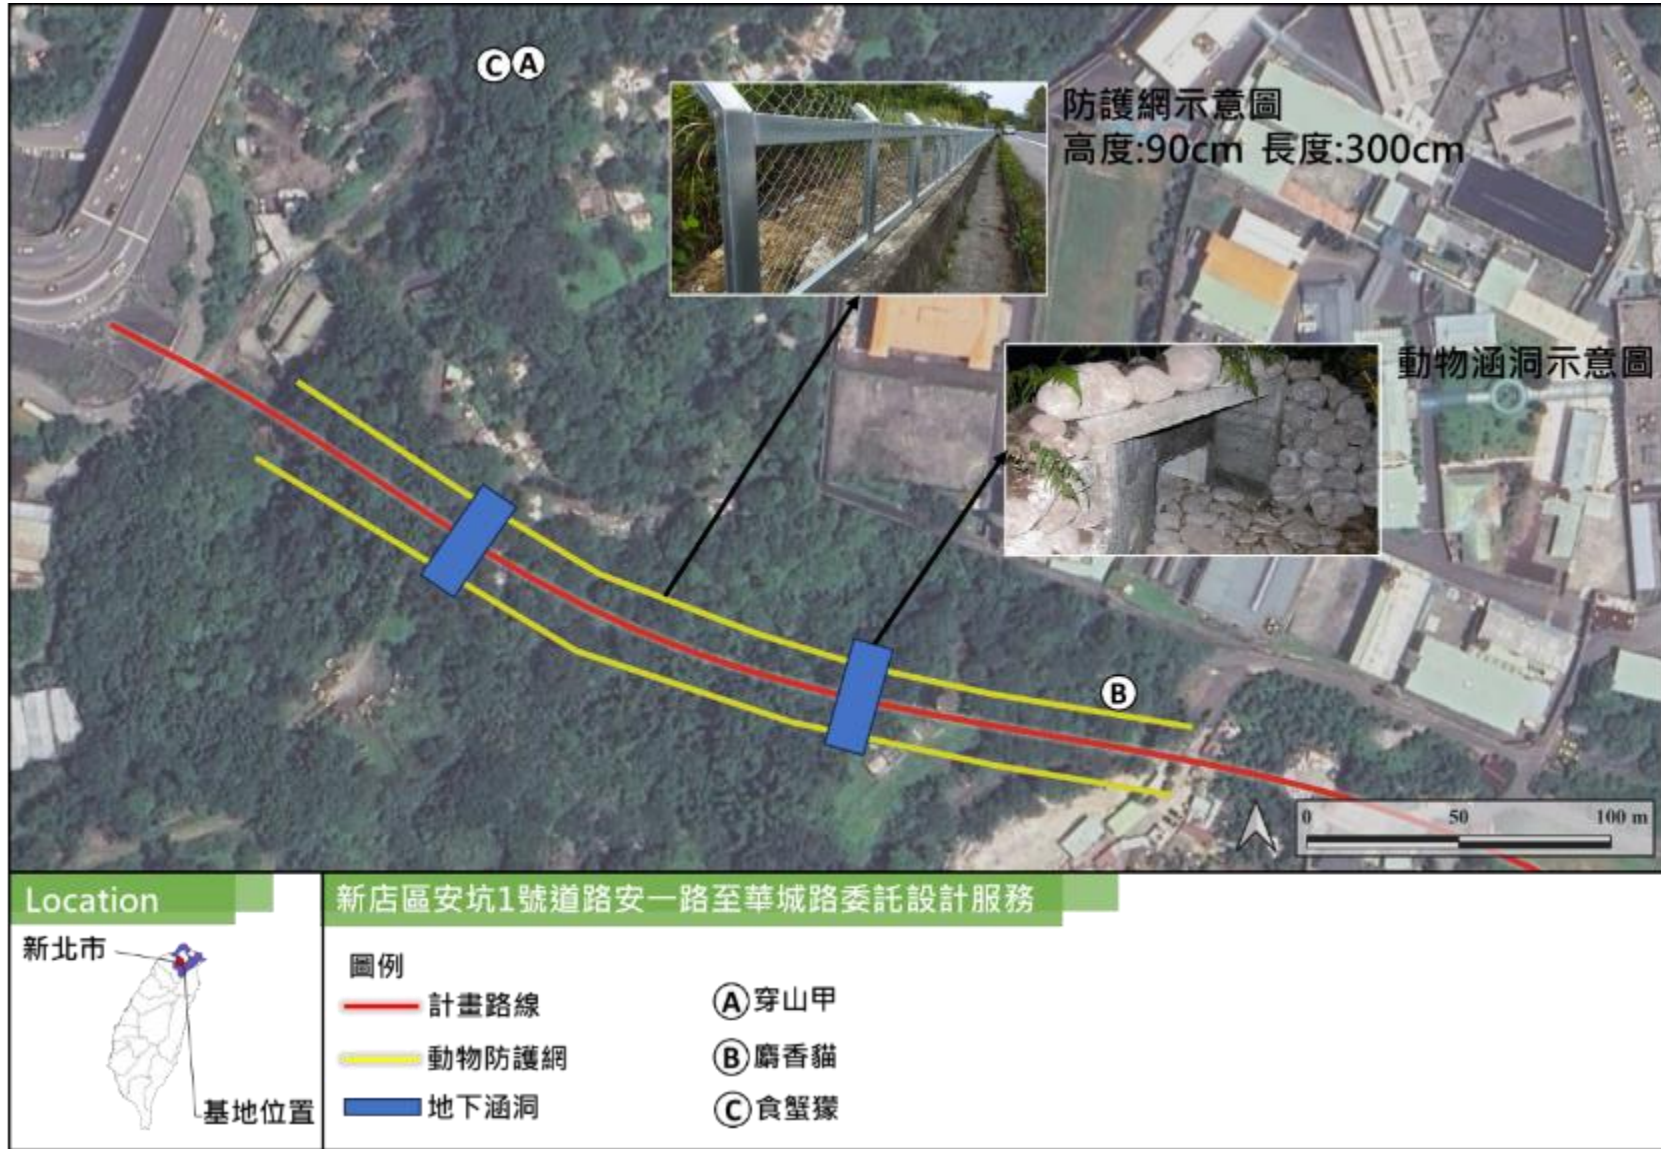 C A
防護網示意圖
高度:90cm 長度:300cm
動物涵洞示意圖
B
0 50 100 m
Location
新北市
基地位置
新店區安坑1號道路安一路至華城路委託設計服務
圖例
計畫路線
動物防護網
地下涵洞
A 穿山甲
B 麝香貓
C 食蟹獴